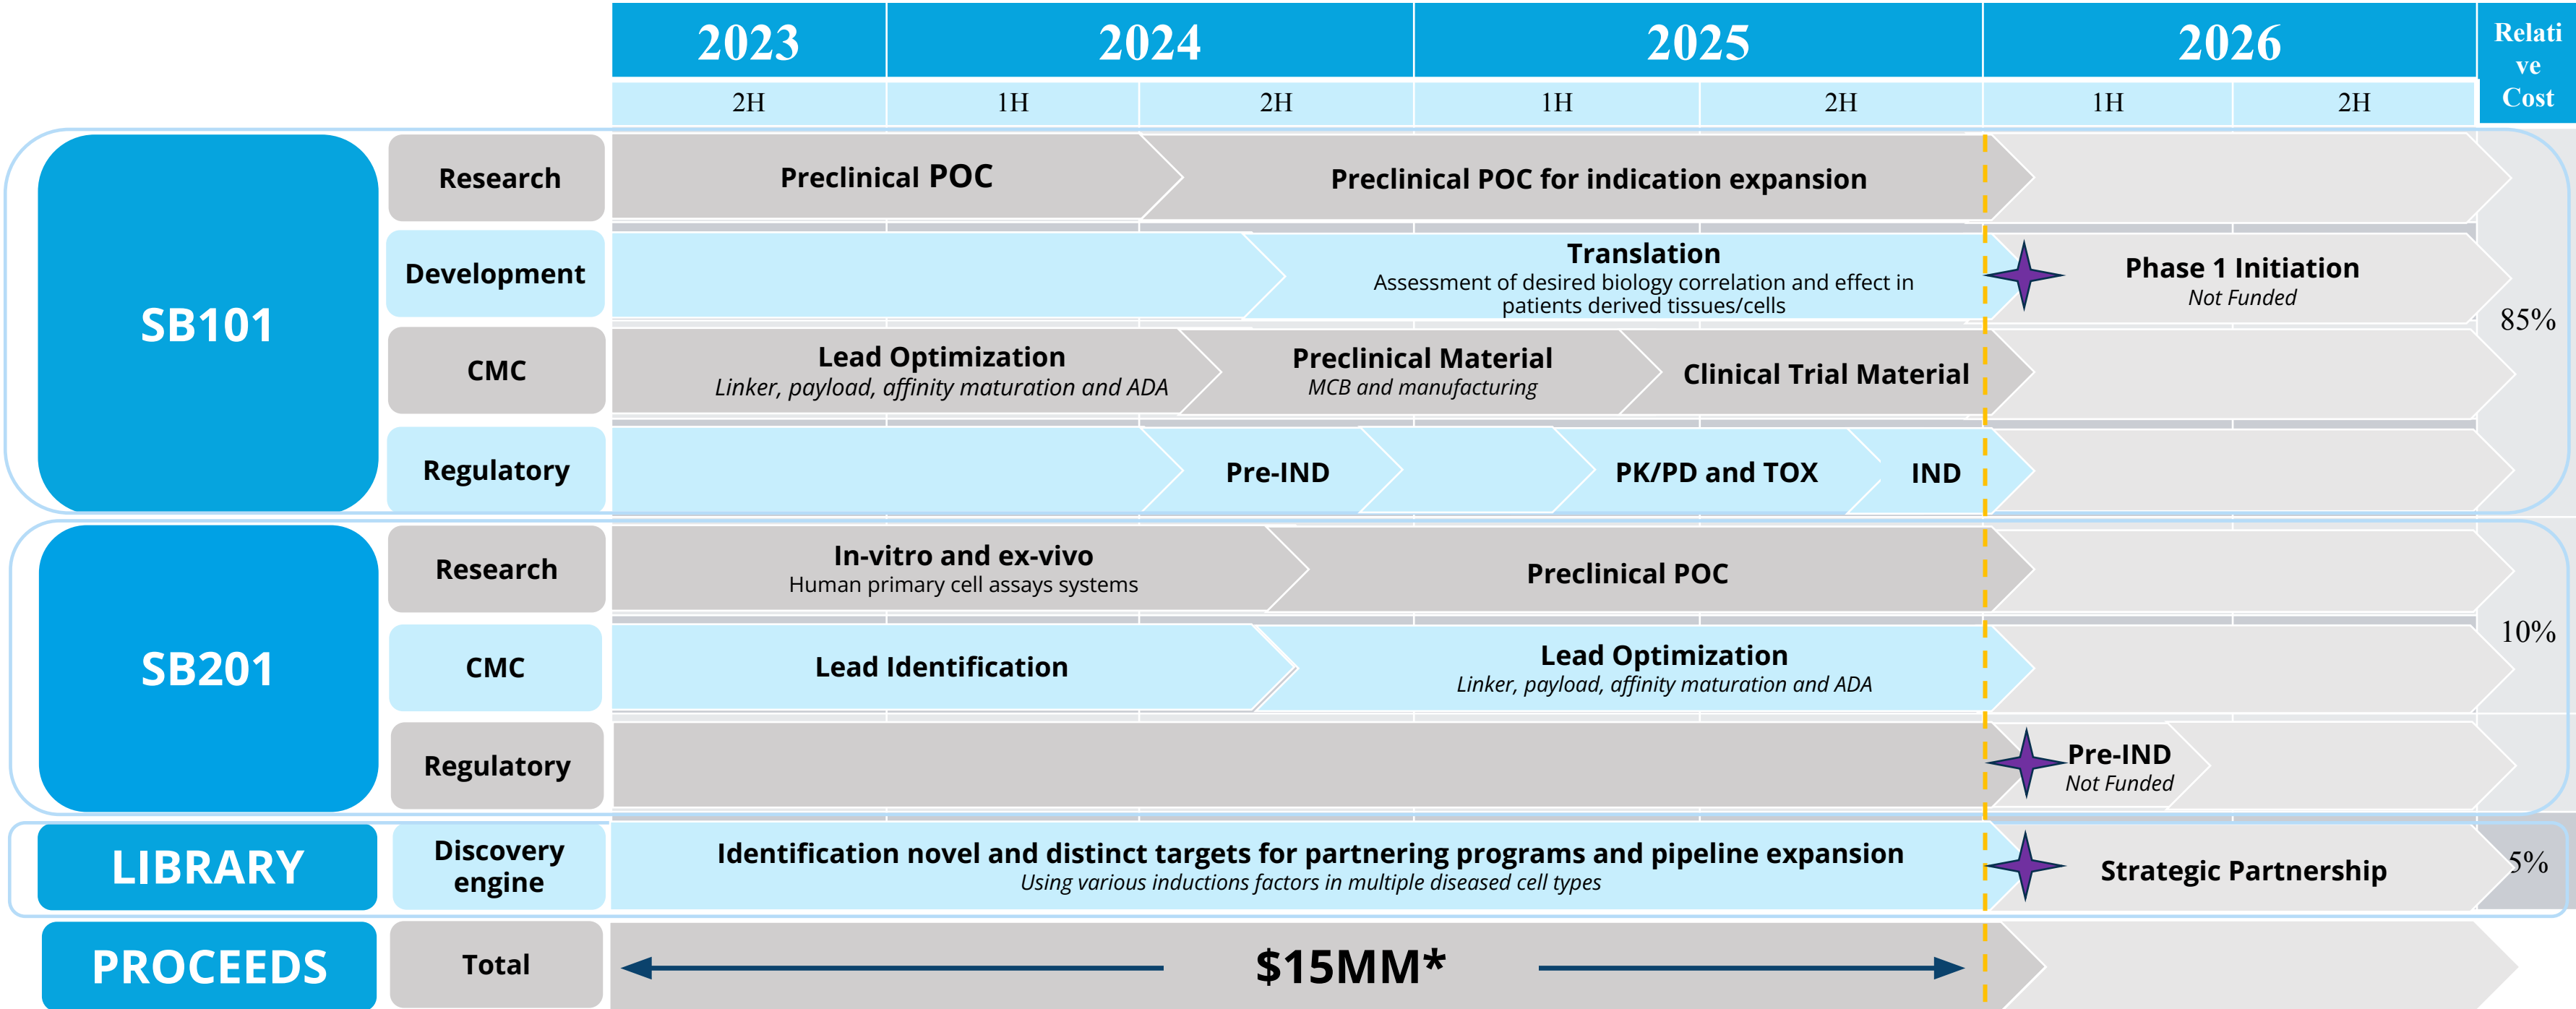 2023 2024 2025 2026 Relati
ve
Cost
2H 1H 2H 1H 2H 1H 2H
SB101
Research
Preclinical POC
Preclinical POC for indication expansion
Development
Translation
Assessment of desired biology correlation and effect in
patients derived tissues/cells
Phase 1 Initiation
Not Funded
85%
CMC
Lead Optimization
Linker, payload, affinity maturation and ADA
Preclinical Material
MCB and manufacturing
Clinical Trial Material
Regulatory
Pre-IND
PK/PD and TOX
IND
SB201
Research
In-vitro and ex-vivo
Human primary cell assays systems
Preclinical POC
10%
CMC
Lead Identification
Lead Optimization
Linker, payload, affinity maturation and ADA
Regulatory
Pre-IND
Not Funded
LIBRARY
Discovery
engine
Identification novel and distinct targets for partnering programs and pipeline expansion
Using various inductions factors in multiple diseased cell types
Strategic Partnership
5%
PROCEEDS
Total
$15MM*